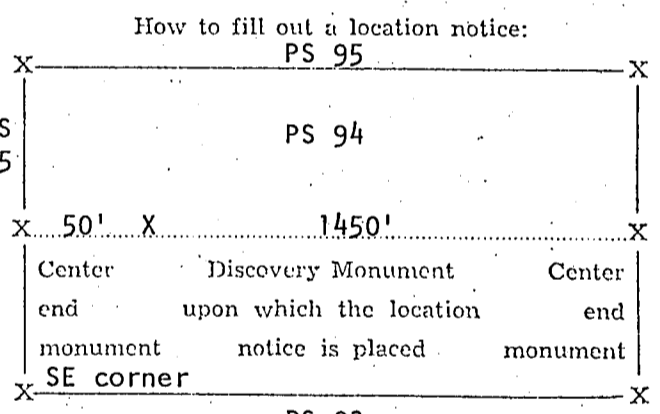 How to fill out a location notice:
PS 95
X X
S
5
PS 94
X 50' X 1450' X
Center Discovery Monument Center
end upon which the location end
monument notice is placed monument
SE corner
X X